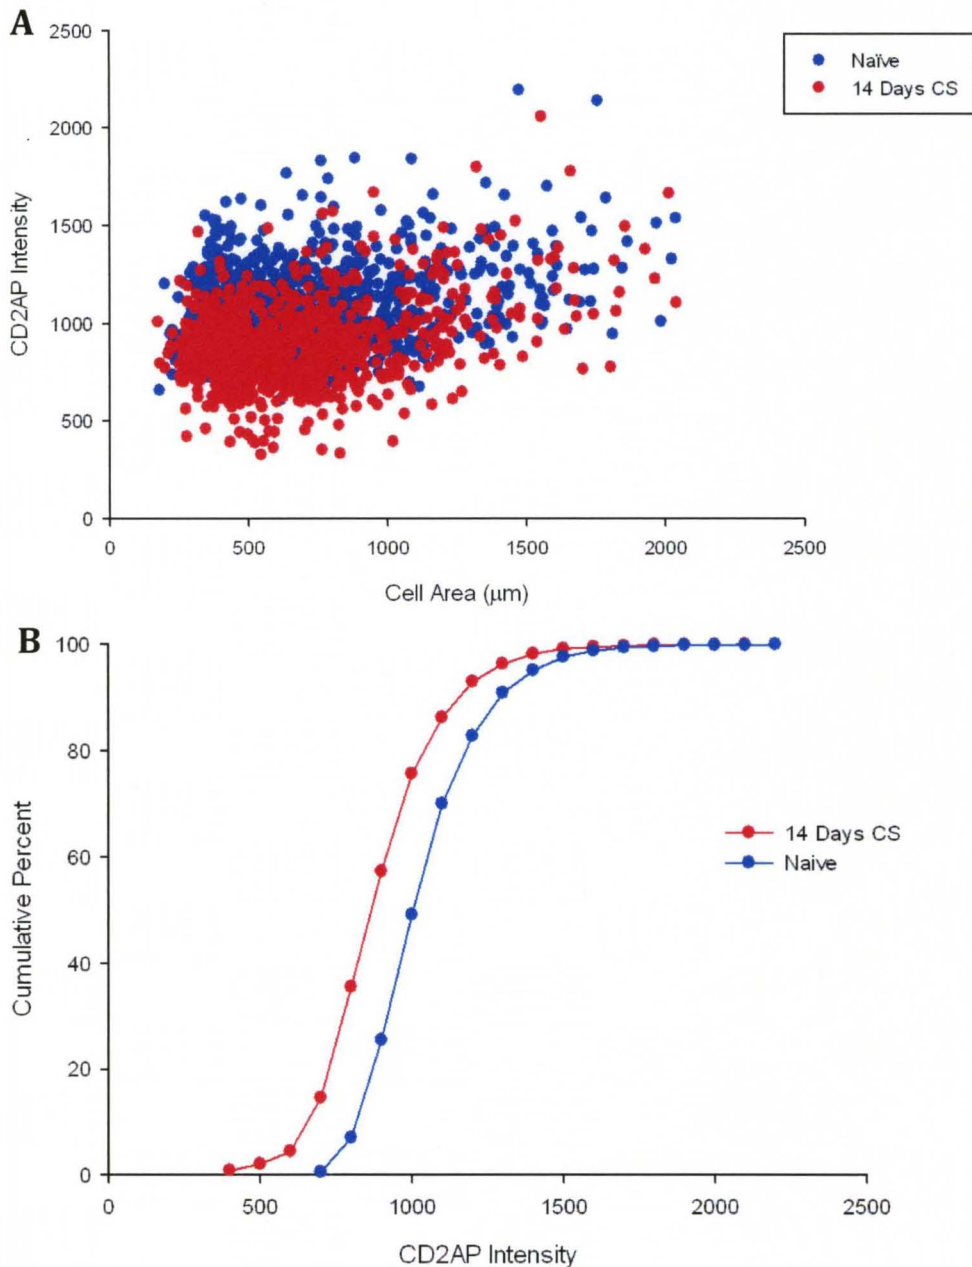 A
2500
2000
1500
1000
500
0
CD2AP Intensity
0 500 1000 1500 2000 2500
Cell Area (μm)
Naïve
14 Days CS
B
100
80
60
40
20
0
Cumulative Percent
0 500 1000 1500 2000 2500
CD2AP Intensity
14 Days CS
Naive